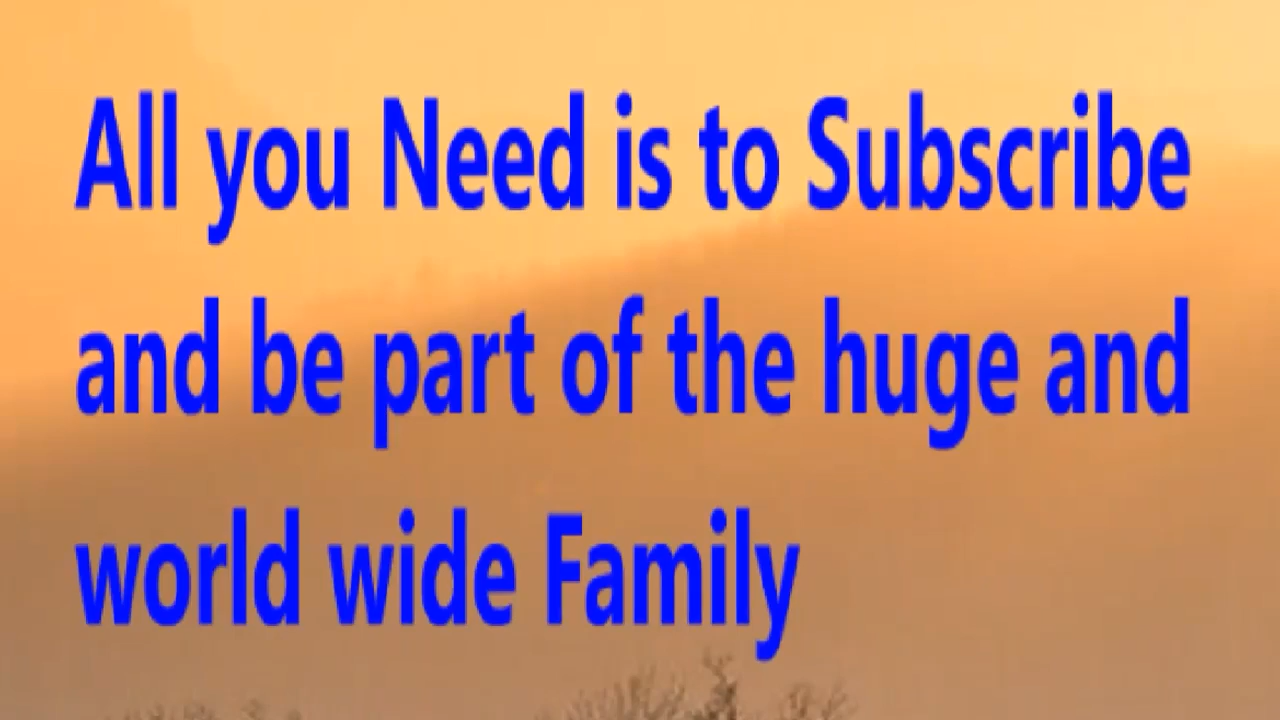 All you Need is to Subscribe
and be part of the huge and
world wide Family